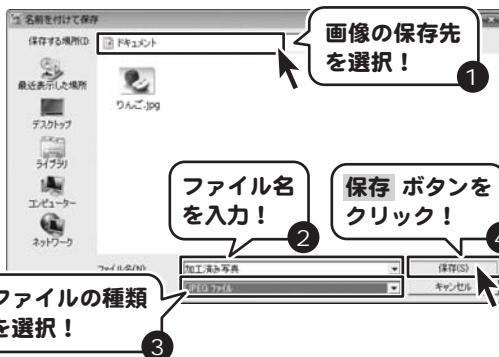 名前を付けて保存
保存する場所(I):
ドキュメント
画像の保存先
を選択！
1
最近表示した場所
りんご.jpg
デスクトップ
ライブラリ
コンピューター
ネットワーク
ファイル名
を入力！
2
保存 ボタンを
クリック！
4
ファイル名(N):
加工済み写真
保存(S)
JPEG ファイル
キャンセル
ファイルの種類
を選択！
3